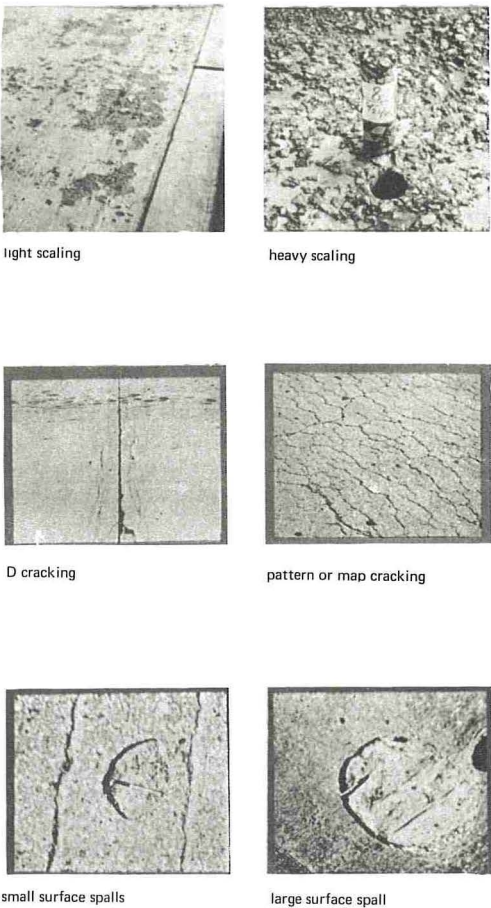 light scaling
heavy scaling
D cracking
pattern or map cracking
small surface spalls
large surface spall